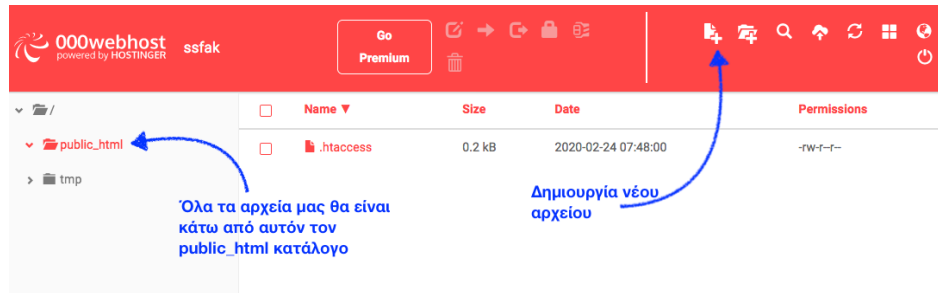 000webhost
powered by HOSTINGER
ssfak
Go
Premium
/
public_html
tmp
Name ▼ Size Date Permissions
.htaccess 0.2 kB 2020-02-24 07:48:00 -rw-r--r--
Όλα τα αρχεία μας θα είναι
κάτω από αυτόν τον
public_html κατάλογο
Δημιουργία νέου
αρχείου